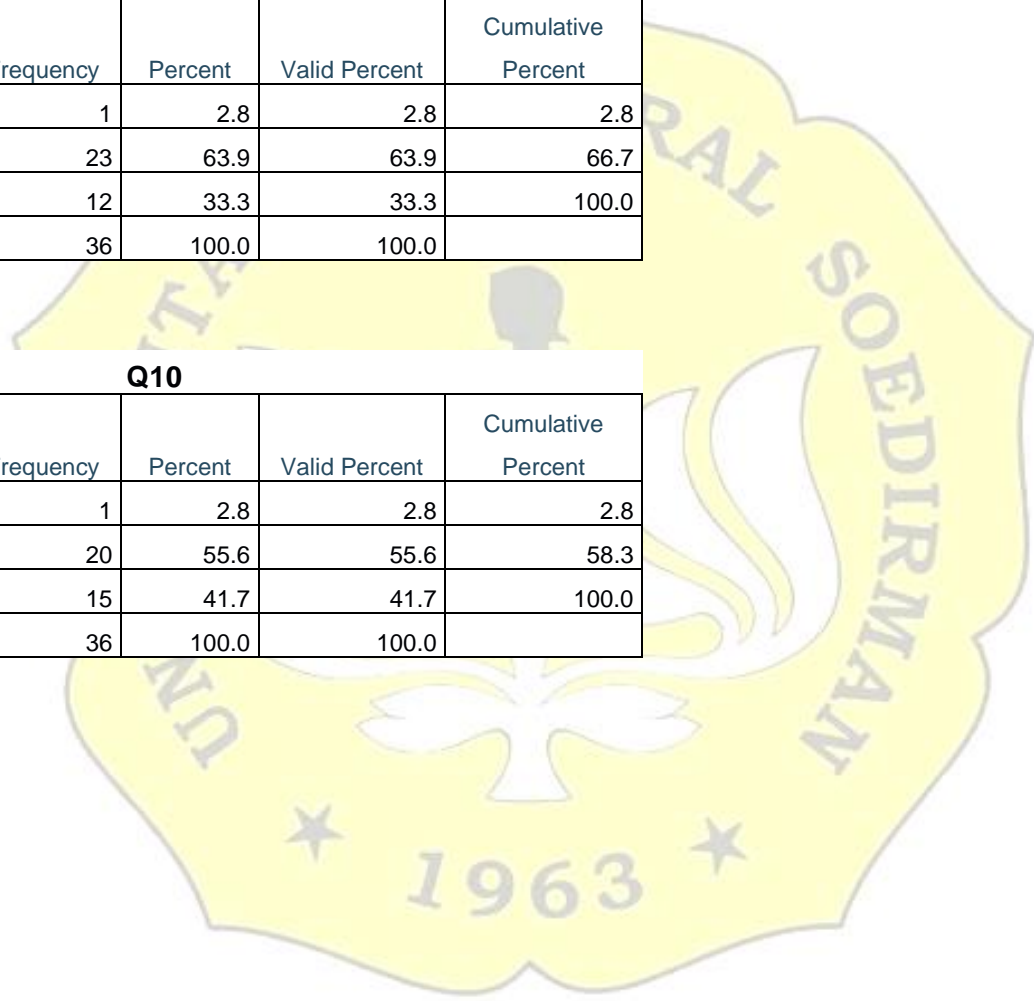 Cumulative
requency Percent Valid Percent Percent
1 2.8 2.8 2.8
23 63.9 63.9 66.7
12 33.3 33.3 100.0
36 100.0 100.0
Q10
Cumulative
requency Percent Valid Percent Percent
1 2.8 2.8 2.8
20 55.6 55.6 58.3
15 41.7 41.7 100.0
36 100.0 100.0
RAL SOEDIRMAN
UN
TA
1963